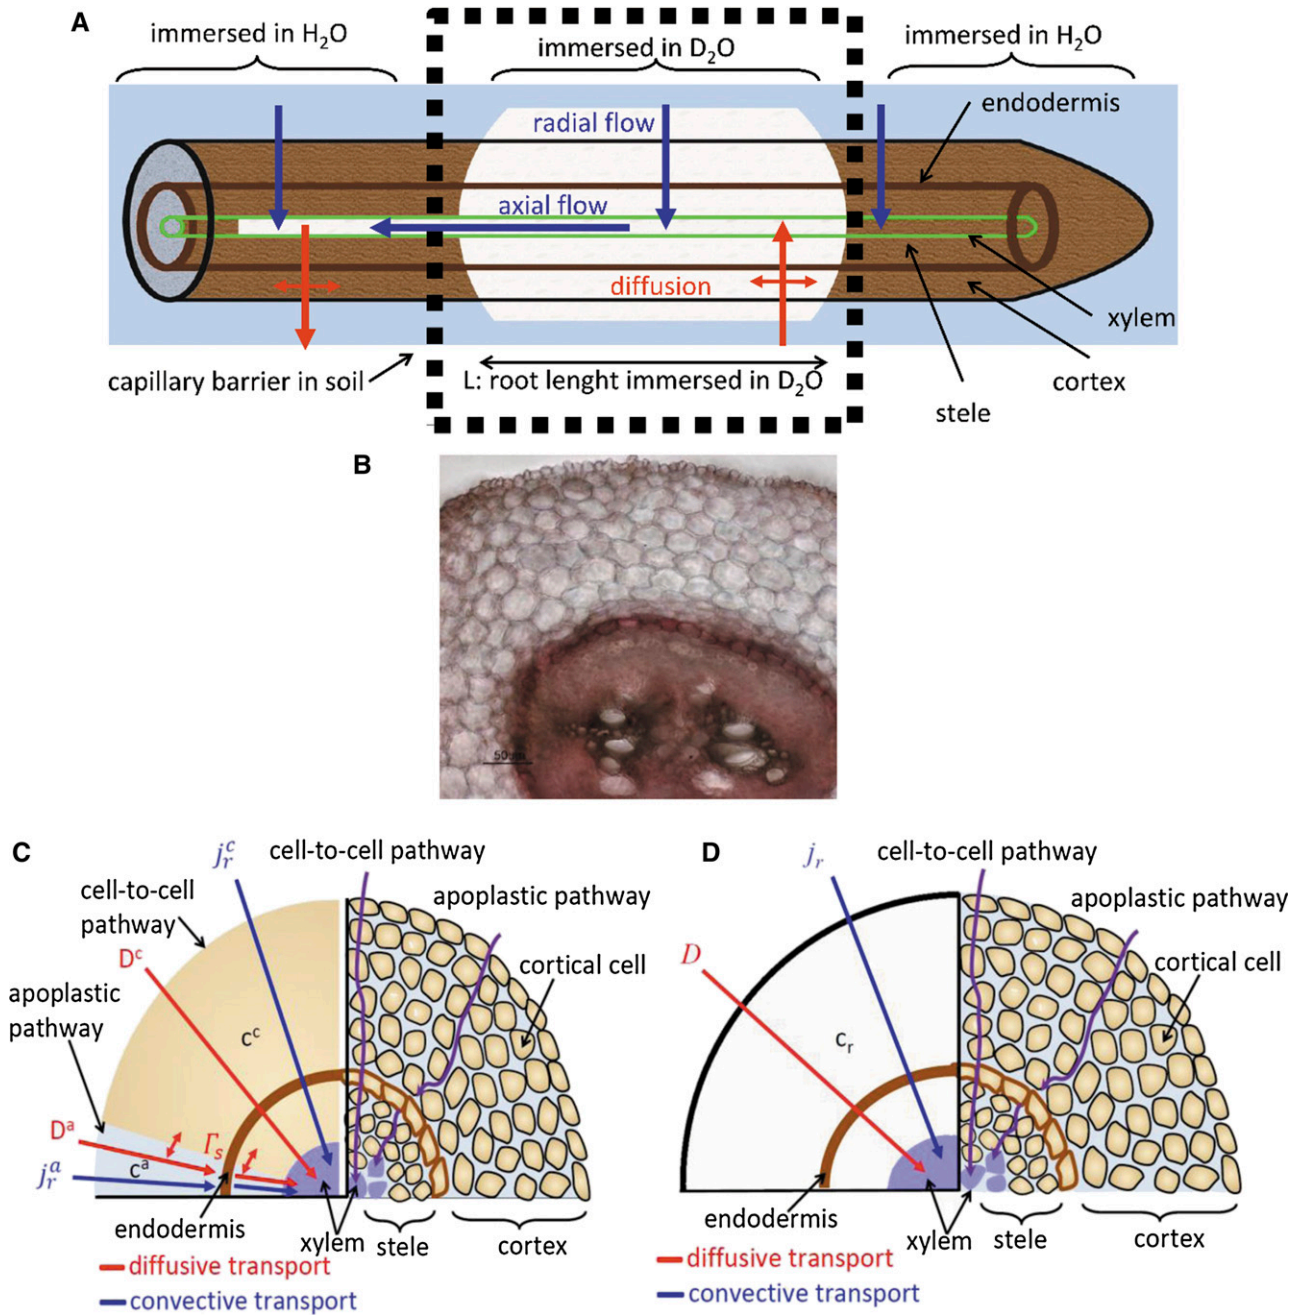 A
immersed in H2O
immersed in D2O
immersed in H2O
endodermis
radial flow
axial flow
diffusion
xylem
capillary barrier in soil
L: root lenght immersed in D2O
cortex
stele
B
50
C
j_r^c
cell-to-cell pathway
cell-to-cell
pathway
apoplastic pathway
D^c
cortical cell
apoplastic
pathway
c^c
D^a
Γ_s
c^a
j_r^a
endodermis
xylem
stele
cortex
diffusive transport
convective transport
D
j_r
cell-to-cell pathway
apoplastic pathway
D
cortical cell
c_r
endodermis
xylem
stele
cortex
diffusive transport
convective transport